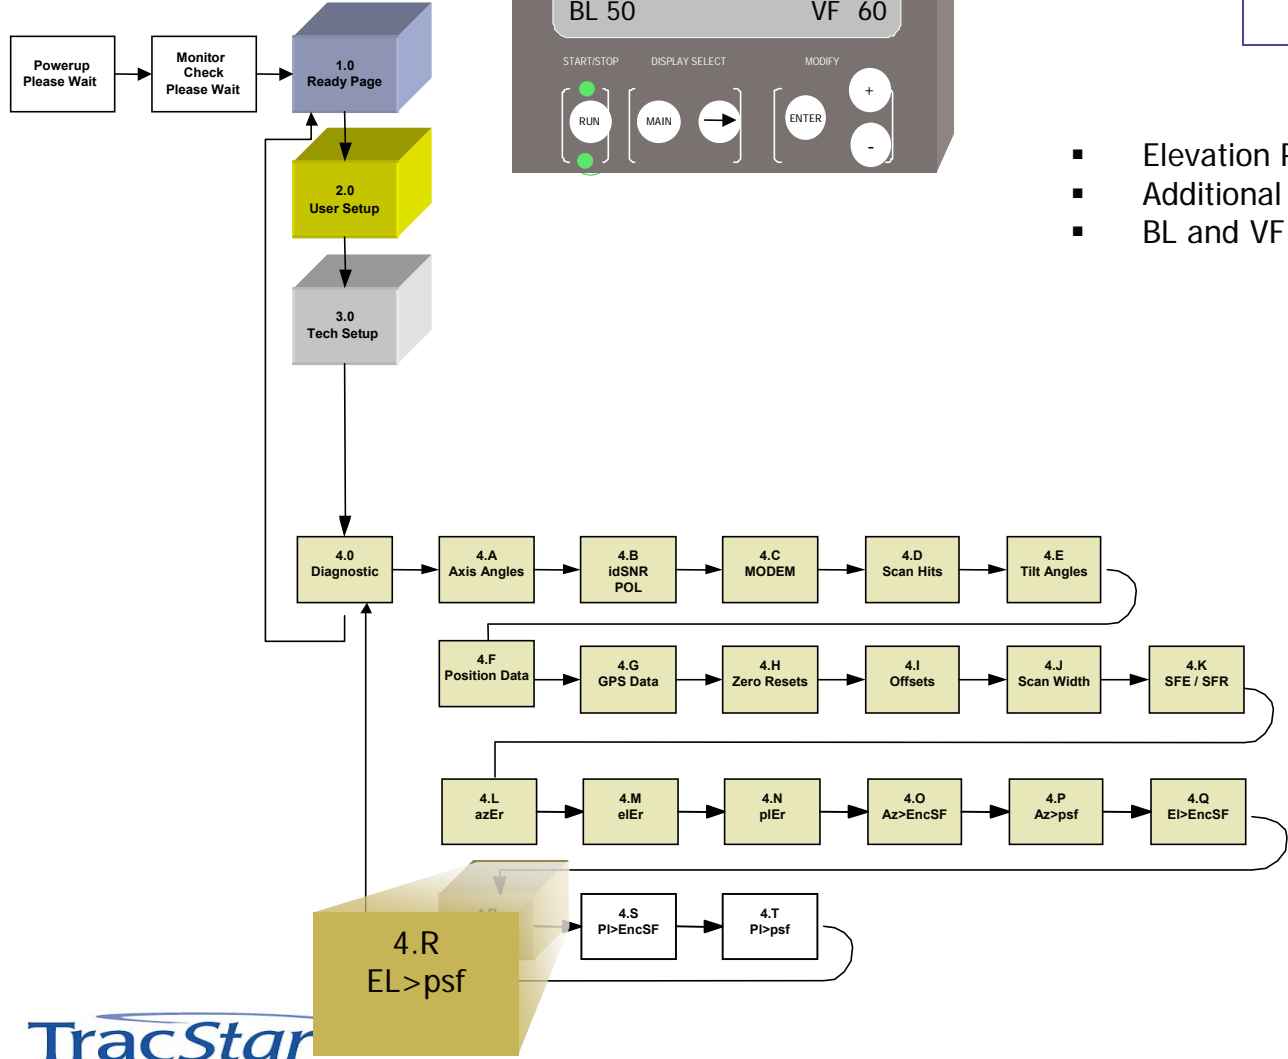 BL 50 VF 60
START/STOP DISPLAY SELECT MODIFY
RUN MAIN ENTER + -
Powerup
Please Wait
Monitor
Check
Please Wait
1.0
Ready Page
2.0
User Setup
3.0
Tech Setup
▪ Elevation
▪ Additional
▪ BL and VF
4.0
Diagnostic
4.A
Axis Angles
4.B
idSNR
POL
4.C
MODEM
4.D
Scan Hits
4.E
Tilt Angles
4.F
Position Data
4.G
GPS Data
4.H
Zero Resets
4.I
Offsets
4.J
Scan Width
4.K
SFE / SFR
4.L
azEr
4.M
elEr
4.N
plEr
4.O
Az>EncSF
4.P
Az>psf
4.Q
El>EncSF
4.R
EL>psf
4.S
Pl>EncSF
4.T
Pl>psf
TracStar